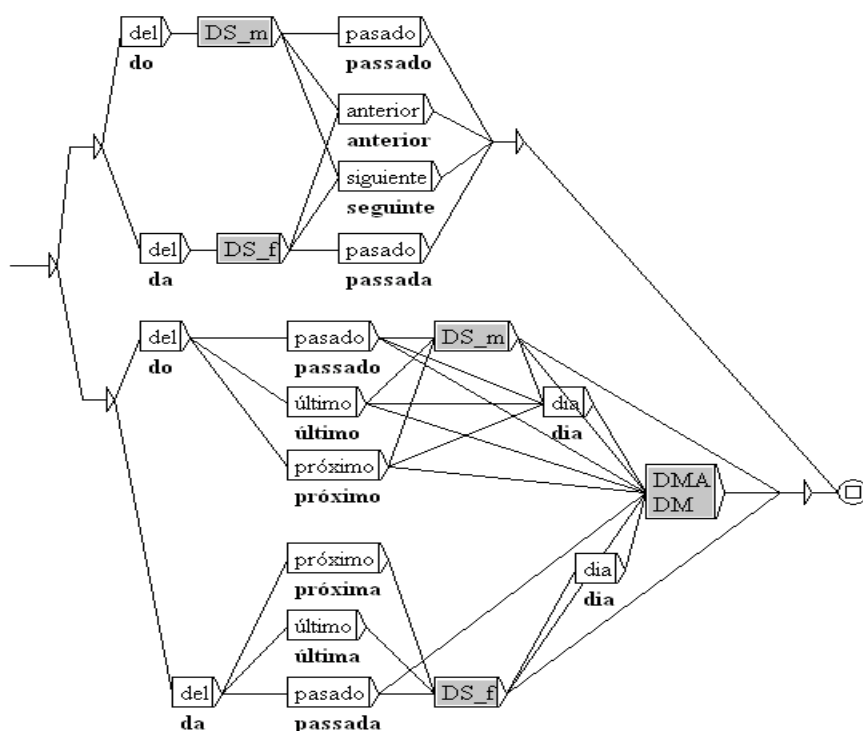 del DS_m pasado
do passado
anterior
anterior
siguiente
seguinte
del DS_f pasado
da passada
del pasado DS_m
do passado
último dia
último dia
próximo
próximo
DMA
DM
próximo
próxima
dia
dia
último
última
del pasado DS_f
da passada